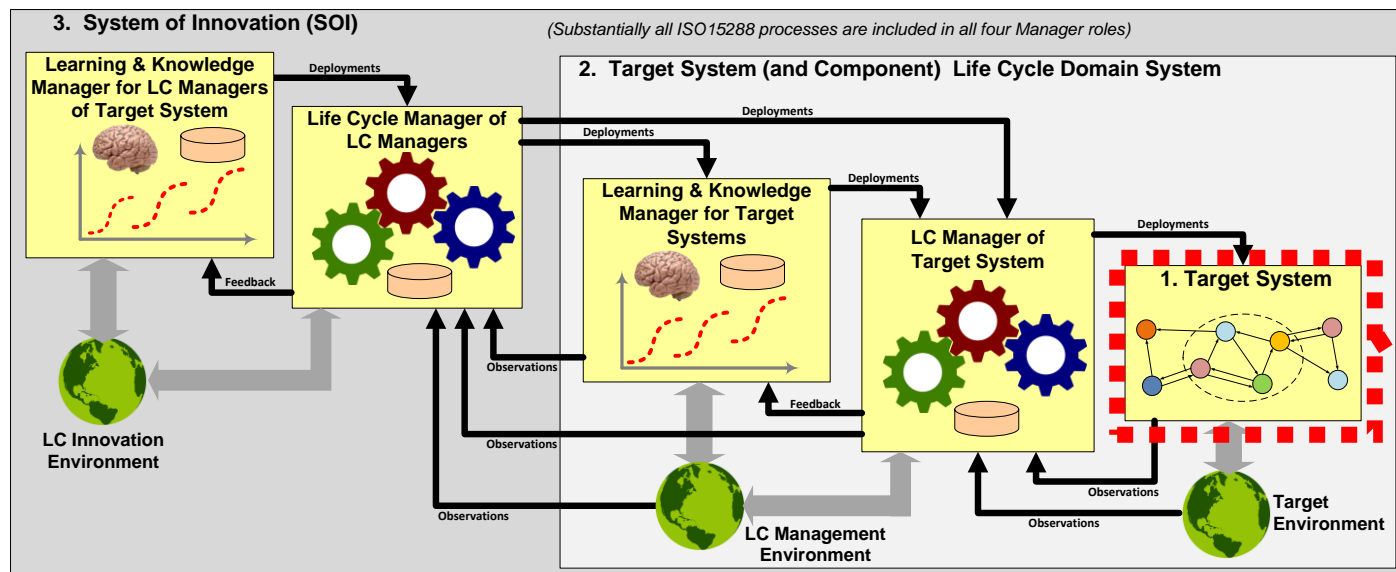 3. System of Innovation (SOI)
(Substantially all ISO15288 processes are included in all four Manager roles)
Learning & Knowledge
Manager for LC Managers
of Target System
Deployments
2. Target System (and Component) Life Cycle Domain System
Life Cycle Manager of
LC Managers
Deployments
Deployments
Learning & Knowledge
Manager for Target
Systems
Deployments
LC Manager of
Target System
Deployments
1. Target System
Feedback
Observations
Feedback
Observations
LC Innovation
Environment
Observations
LC Management
Environment
Observations
Observations
Target
Environment